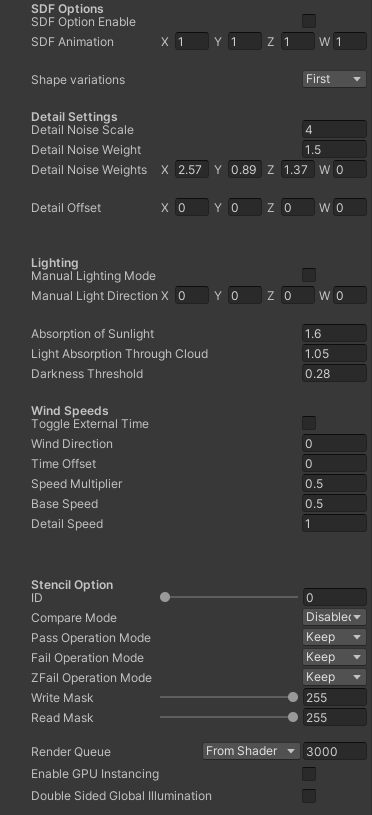 SDF Options
SDF Option Enable
SDF Animation X 1 Y 1 Z 1 W 1
Shape variations First
Detail Settings
Detail Noise Scale 4
Detail Noise Weight 1.5
Detail Noise Weights X 2.57 Y 0.89 Z 1.37 W 0
Detail Offset X 0 Y 0 Z 0 W 0
Lighting
Manual Lighting Mode
Manual Light Direction X 0 Y 0 Z 0 W 0
Absorption of Sunlight 1.6
Light Absorption Through Cloud 1.05
Darkness Threshold 0.28
Wind Speeds
Toggle External Time
Wind Direction 0
Time Offset 0
Speed Multiplier 0.5
Base Speed 0.5
Detail Speed 1
Stencil Option
ID 0
Compare Mode Disabled
Pass Operation Mode Keep
Fail Operation Mode Keep
ZFail Operation Mode Keep
Write Mask 255
Read Mask 255
Render Queue From Shader 3000
Enable GPU Instancing
Double Sided Global Illumination